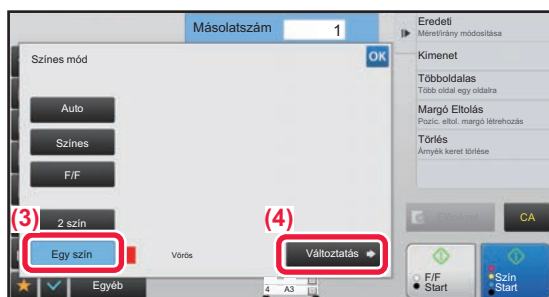 Másolatszám 1
Színes mód
OK
Auto
Színes
F/F
(3)
2 szín
Egy szín
Vörös
(4)
Változtatás
Egyéb
4 A3
Eredeti
Méret/irány módosítása
Kimenet
Többoldalas
Több oldal egy oldalra
Margó Eltolás
Pozíc. eltol. margó létrehozás
Törlés
Árnyék keret törlése
CA
F/F
Start
Szín
Start